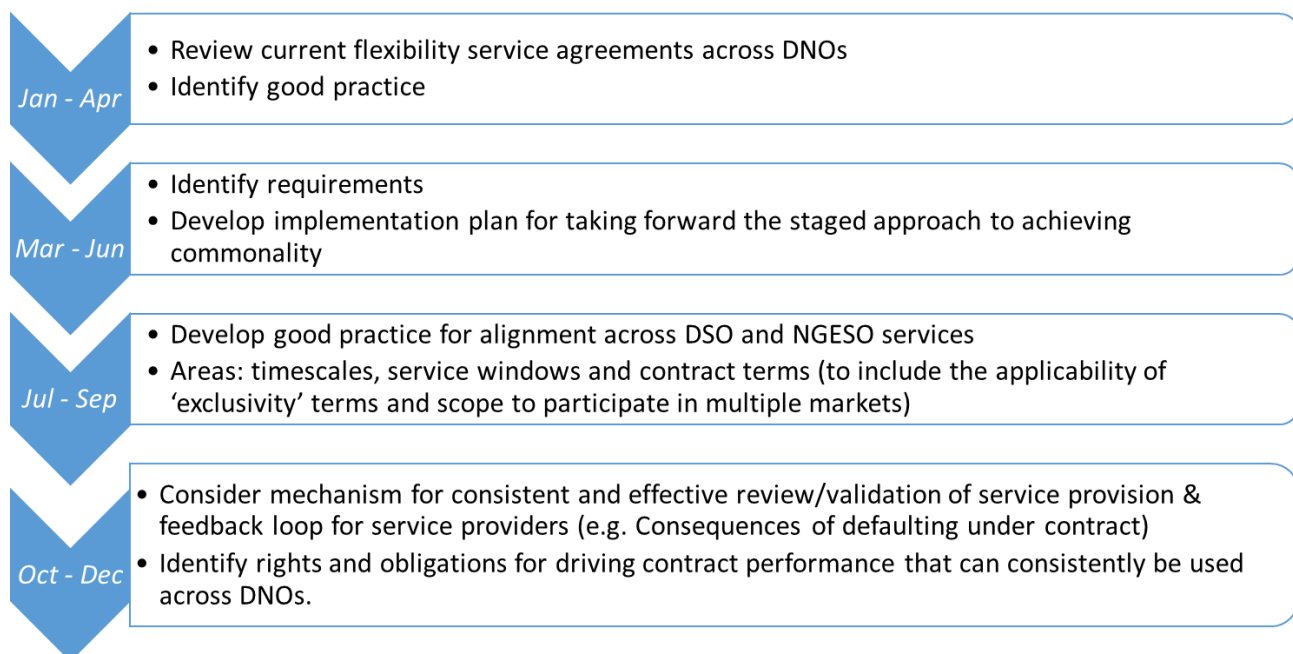 Jan - Apr
• Review current flexibility service agreements across DNOs
• Identify good practice
Mar - Jun
• Identify requirements
• Develop implementation plan for taking forward the staged approach to achieving
commonality
Jul - Sep
• Develop good practice for alignment across DSO and NGESO services
• Areas: timescales, service windows and contract terms (to include the applicability of
‘exclusivity’ terms and scope to participate in multiple markets)
Oct - Dec
• Consider mechanism for consistent and effective review/validation of service provision &
feedback loop for service providers (e.g. Consequences of defaulting under contract)
• Identify rights and obligations for driving contract performance that can consistently be used
across DNOs.